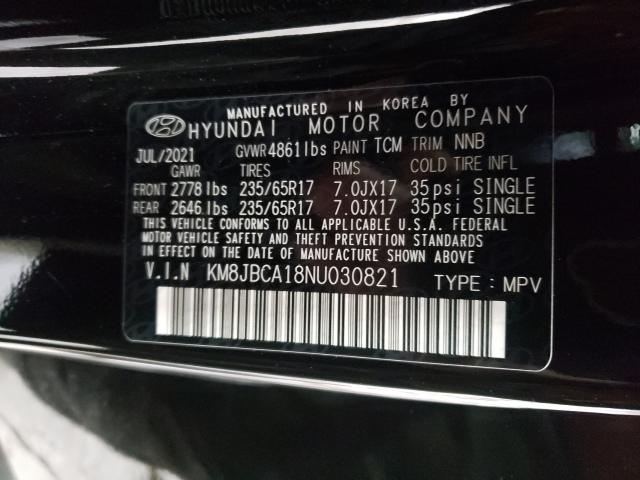 MANUFACTURED IN KOREA BY
HYUNDAI MOTOR COMPANY
JUL/2021 GVWR 4861lbs PAINT TCM TRIM NNB
GAWR TIRES RIMS COLD TIRE INFL
FRONT 2778 lbs 235/65R17 7.0JX17 35psi SINGLE
REAR 2646 lbs 235/65R17 7.0JX17 35psi SINGLE
THIS VEHICLE CONFORMS TO ALL APPLICABLE U.S.A. FEDERAL
MOTOR VEHICLE SAFETY AND THEFT PREVENTION STANDARDS
IN EFFECT ON THE DATE OF MANUFACTURE SHOWN ABOVE
V.I.N KM8JBCA18NU030821 TYPE : MPV